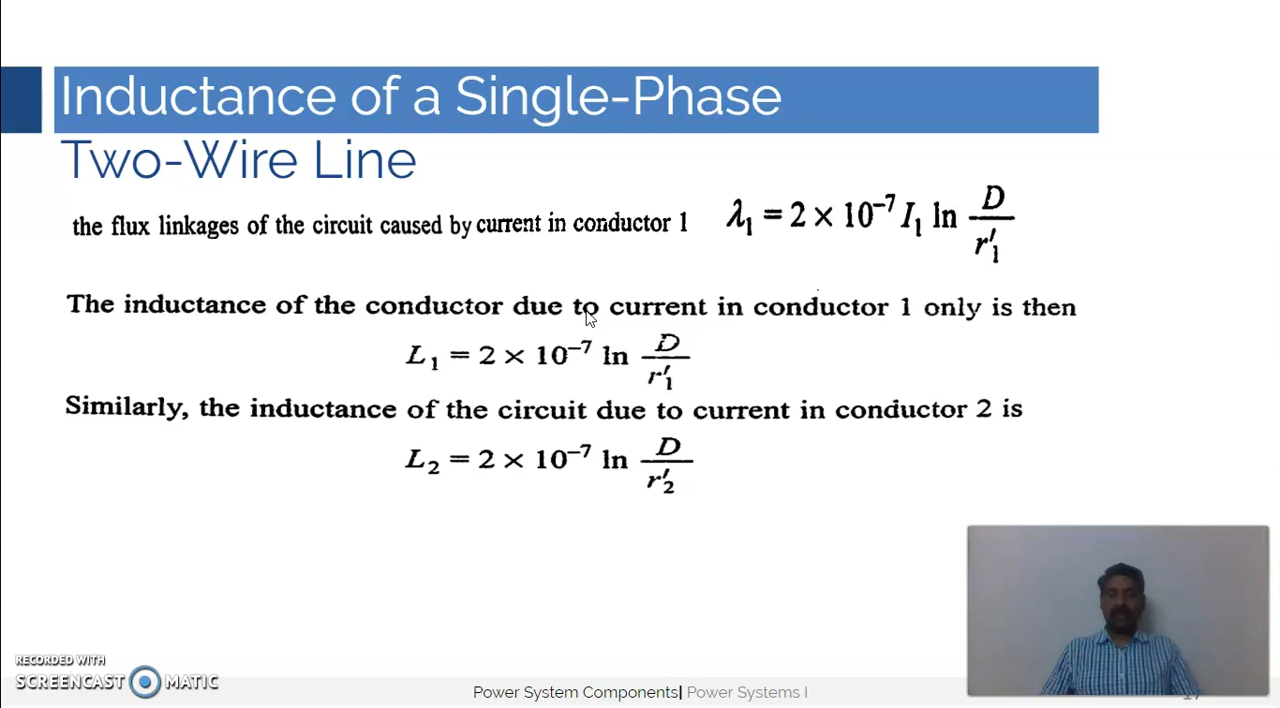 Inductance of a Single-Phase
Two-Wire Line
the flux linkages of the circuit caused by current in conductor 1 λ₁ = 2 × 10⁻⁷ I₁ ln D/r′₁
The inductance of the conductor due to current in conductor 1 only is then
L₁ = 2 × 10⁻⁷ ln D/r′₁
Similarly, the inductance of the circuit due to current in conductor 2 is
L₂ = 2 × 10⁻⁷ ln D/r′₂
RECORDED WITH
SCREENCAST MATIC
Power System Components| Power Systems I